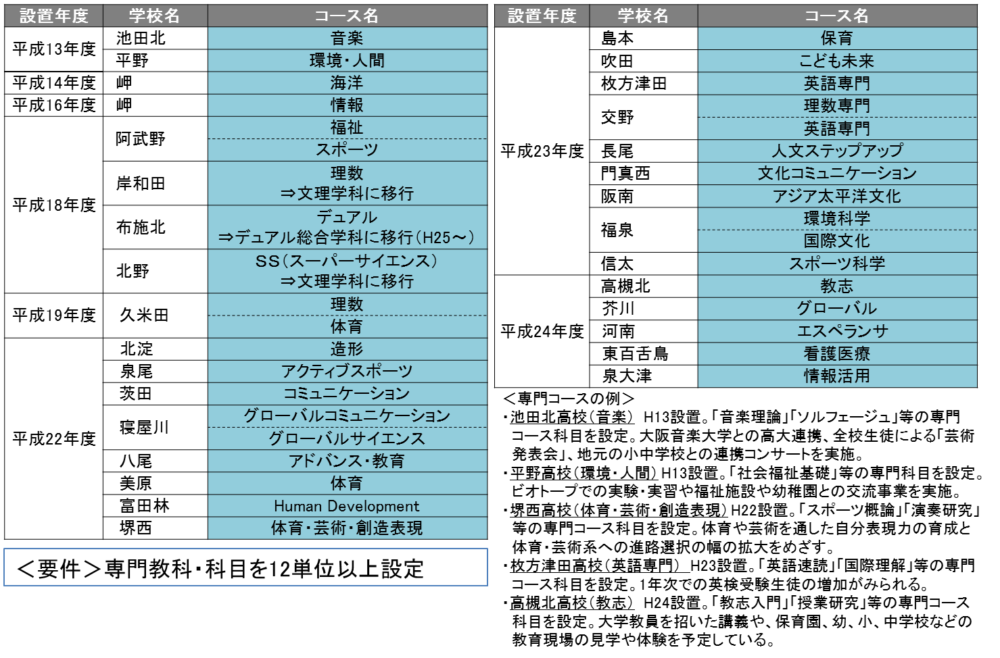 設置年度 学校名 コース名
平成13年度 池田北 音楽
平野 環境・人間
平成14年度 岬 海洋
平成16年度 岬 情報
平成18年度 阿武野 福祉
スポーツ
岸和田 理数
⇒文理学科に移行
布施北 デュアル
⇒デュアル総合学科に移行（H25～）
北野 ＳＳ（スーパーサイエンス）
⇒文理学科に移行
平成19年度 久米田 理数
体育
平成22年度 北淀 造形
泉尾 アクティブスポーツ
茨田 コミュニケーション
寝屋川 グローバルコミュニケーション
グローバルサイエンス
八尾 アドバンス・教育
美原 体育
富田林 Human Development
堺西 体育・芸術・創造表現
＜要件＞専門教科・科目を12単位以上設定
設置年度 学校名 コース名
平成23年度 島本 保育
吹田 こども未来
枚方津田 英語専門
交野 理数専門
英語専門
長尾 人文ステップアップ
門真西 文化コミュニケーション
阪南 アジア太平洋文化
福泉 環境科学
国際文化
信太 スポーツ科学
平成24年度 高槻北 教志
芥川 グローバル
河南 エスペランサ
東百舌鳥 看護医療
泉大津 情報活用
＜専門コースの例＞
・池田北高校（音楽） H13設置。「音楽理論」「ソルフェージュ」等の専門
コース科目を設定。大阪音楽大学との高大連携、全校生徒による「芸術
発表会」、地元の小中学校との連携コンサートを実施。
・平野高校（環境・人間） H13設置。「社会福祉基礎」等の専門科目を設定。
ビオトープでの実験・実習や福祉施設や幼稚園との交流事業を実施。
・堺西高校（体育・芸術・創造表現） H22設置。「スポーツ概論」「演奏研究」
等の専門コース科目を設定。体育や芸術を通した自分表現力の育成と
体育・芸術系への進路選択の幅の拡大をめざす。
・枚方津田高校（英語専門） H23設置。「英語速読」「国際理解」等の専門
コース科目を設定。1年次での英検受験生徒の増加がみられる。
・高槻北高校（教志） H24設置。「教志入門」「授業研究」等の専門コース
科目を設定。大学教員を招いた講義や、保育園、幼、小、中学校などの
教育現場の見学や体験を予定している。